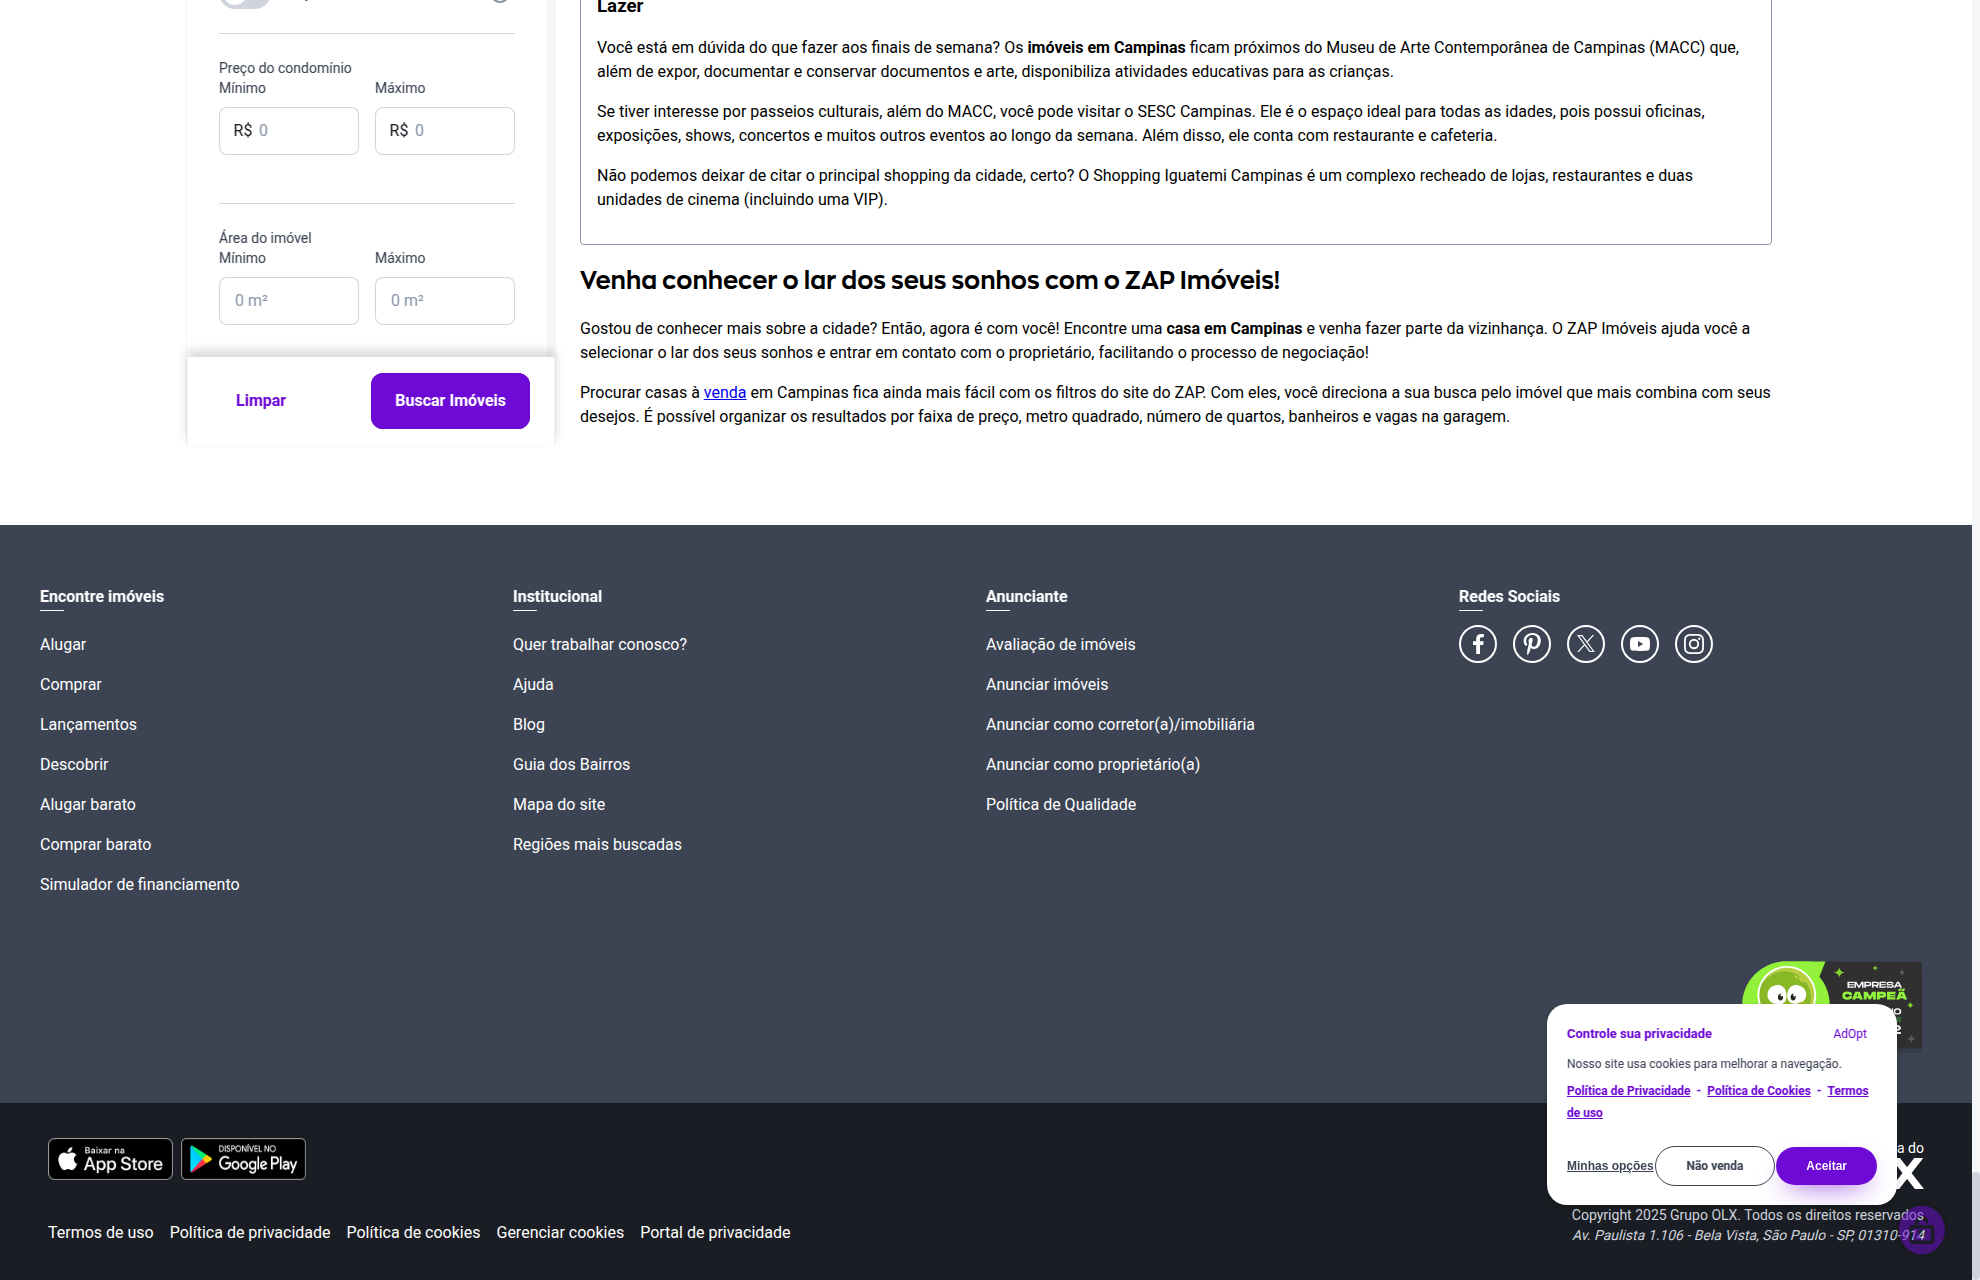 Preço do condomínio
Mínimo
Máximo
R$ 0
R$ 0
Área do imóvel
Mínimo
Máximo
0 m²
0 m²
Limpar
Buscar Imóveis
Lazer
Você está em dúvida do que fazer aos finais de semana? Os imóveis em Campinas ficam próximos do Museu de Arte Contemporânea de Campinas (MACC) que,
além de expor, documentar e conservar documentos e arte, disponibiliza atividades educativas para as crianças.
Se tiver interesse por passeios culturais, além do MACC, você pode visitar o SESC Campinas. Ele é o espaço ideal para todas as idades, pois possui oficinas,
exposições, shows, concertos e muitos outros eventos ao longo da semana. Além disso, ele conta com restaurante e cafeteria.
Não podemos deixar de citar o principal shopping da cidade, certo? O Shopping Iguatemi Campinas é um complexo recheado de lojas, restaurantes e duas
unidades de cinema (incluindo uma VIP).
Venha conhecer o lar dos seus sonhos com o ZAP Imóveis!
Gostou de conhecer mais sobre a cidade? Então, agora é com você! Encontre uma casa em Campinas e venha fazer parte da vizinhança. O ZAP Imóveis ajuda você a
selecionar o lar dos seus sonhos e entrar em contato com o proprietário, facilitando o processo de negociação!
Procurar casas à venda em Campinas fica ainda mais fácil com os filtros do site do ZAP. Com eles, você direciona a sua busca pelo imóvel que mais combina com seus
desejos. É possível organizar os resultados por faixa de preço, metro quadrado, número de quartos, banheiros e vagas na garagem.
Encontre imóveis
Alugar
Comprar
Lançamentos
Descobrir
Alugar barato
Comprar barato
Simulador de financiamento
Institucional
Quer trabalhar conosco?
Ajuda
Blog
Guia dos Bairros
Mapa do site
Regiões mais buscadas
Anunciante
Avaliação de imóveis
Anunciar imóveis
Anunciar como corretor(a)/imobiliária
Anunciar como proprietário(a)
Política de Qualidade
Redes Sociais
EMPRESA
CAMPEÃ
Controle sua privacidade
AdOpt
Nosso site usa cookies para melhorar a navegação.
Política de Privacidade - Política de Cookies - Termos
de uso
Minhas opções
Não venda
Aceitar
Baixar na
App Store
DISPONÍVEL NO
Google Play
a do
X
Termos de uso
Política de privacidade
Política de cookies
Gerenciar cookies
Portal de privacidade
Copyright 2025 Grupo OLX. Todos os direitos reservados
Av. Paulista 1.106 - Bela Vista, São Paulo - SP, 01310-914